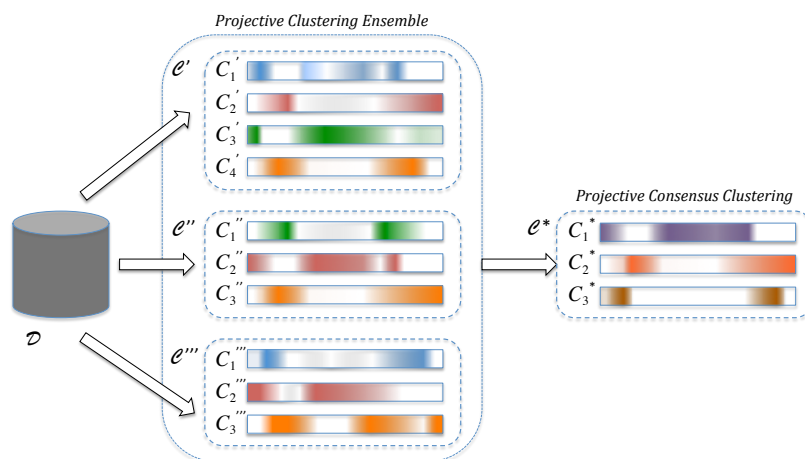 Projective Clustering Ensemble
𝒞'
C₁'
C₂'
C₃'
C₄'
Projective Consensus Clustering
𝒞''
C₁''
C₂''
C₃''
𝒞*
C₁*
C₂*
C₃*
𝒟
𝒞'''
C₁'''
C₂'''
C₃'''